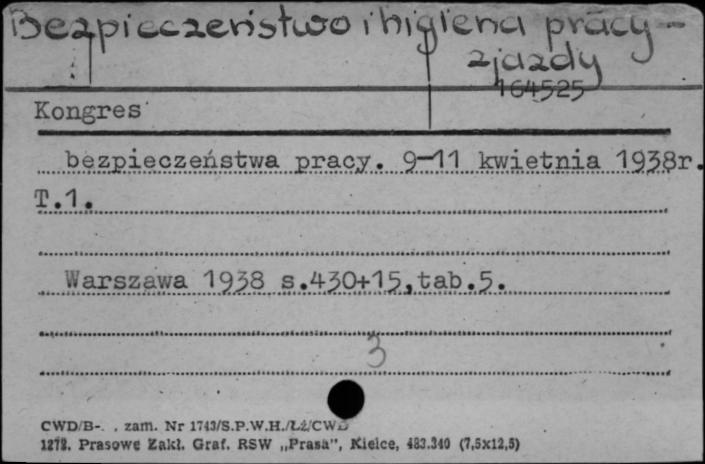 Bezpieczeństwo i higiena pracy -
zjazdy
164525
Kongres
bezpieczeństwa pracy. 9-11 kwietnia 1938r.
T.1.
Warszawa 1938 s.430+15,tab.5.
3
CWD/B-. , zam. Nr 1743/S.P.W.H./ŁŻ/CWD
1272. Prasowe Zakł. Graf. RSW „Prasa", Kielce, 483.340 (7,5x12,5)